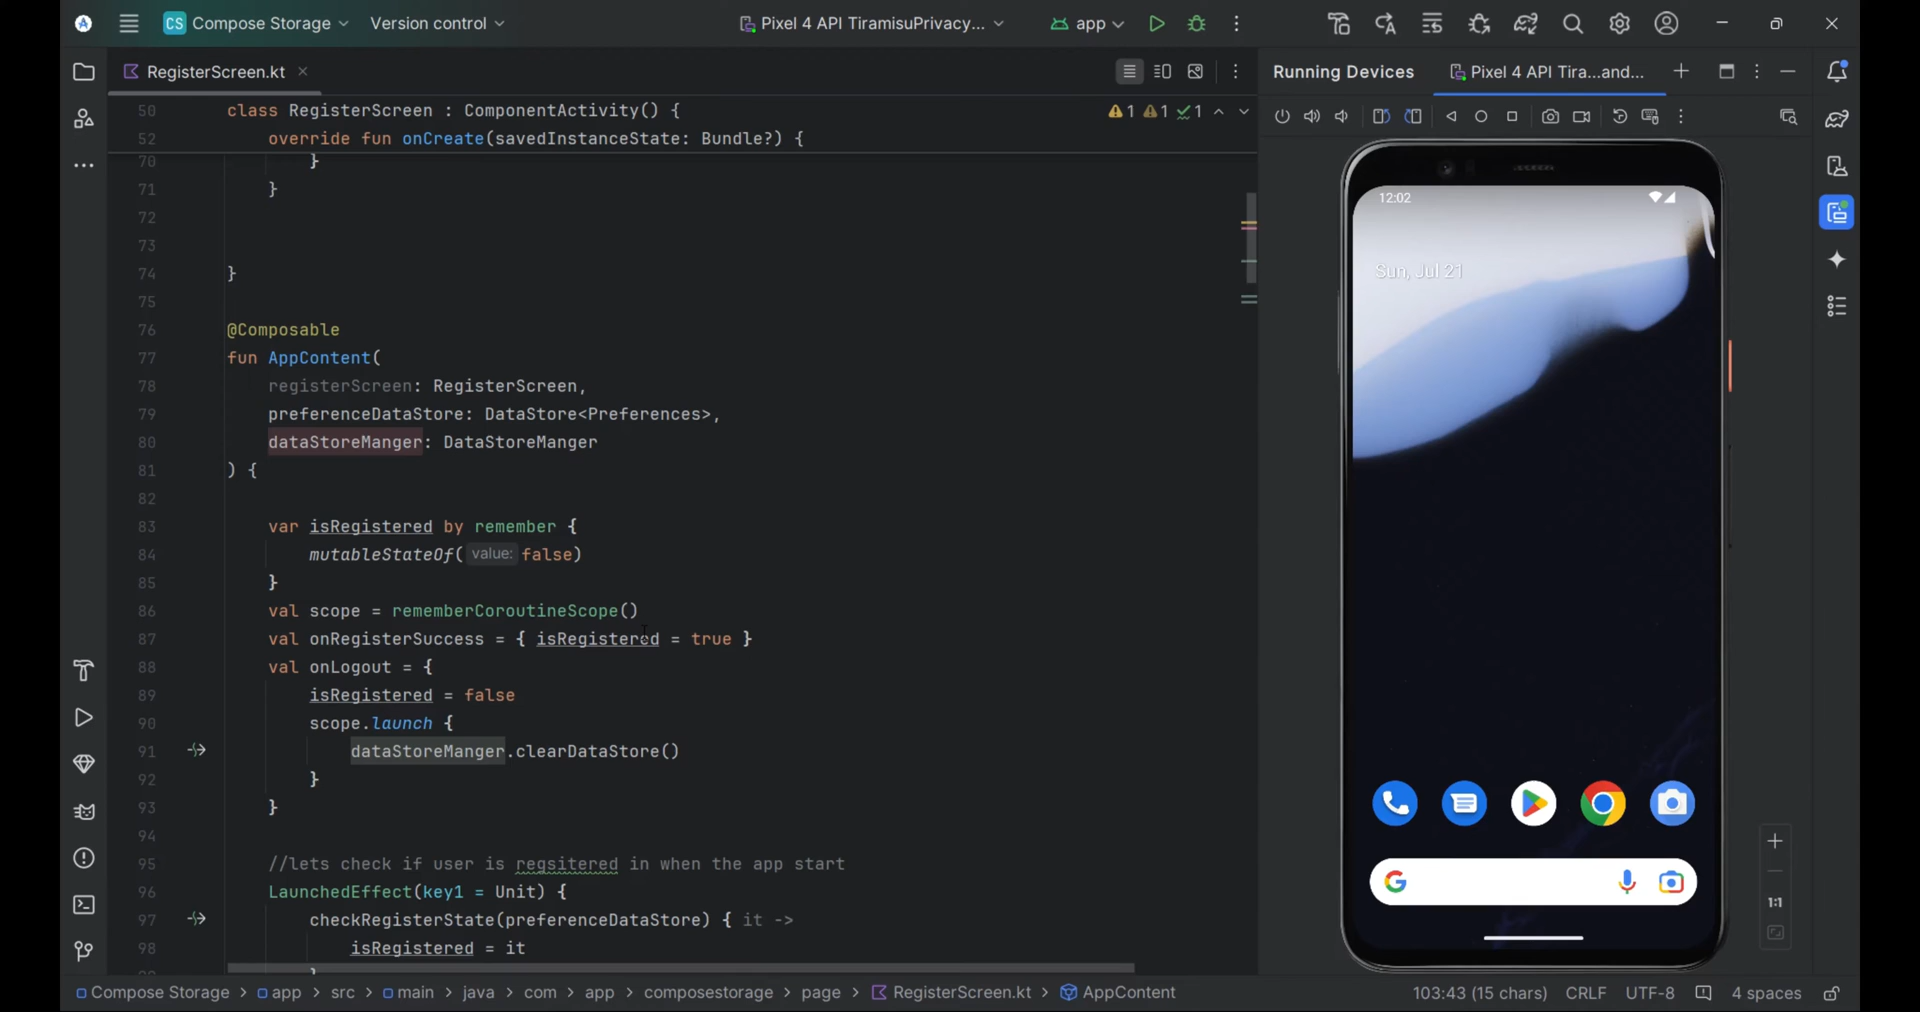 CS Compose Storage
Version control
Pixel 4 API TiramisuPrivacy...
app
RegisterScreen.kt
Running Devices
Pixel 4 API Tira...and...
50 class RegisterScreen : ComponentActivity() {
1 1 1
52 override fun onCreate(savedInstanceState: Bundle?) {
70 }
71 }
72
73
74 }
75
76 @Composable
77 fun AppContent(
78 registerScreen: RegisterScreen,
79 preferenceDataStore: DataStore<Preferences>,
80 dataStoreManger: DataStoreManger
81 ) {
82
83 var isRegistered by remember {
84 mutableStateOf( value: false)
85 }
86 val scope = rememberCoroutineScope()
87 val onRegisterSuccess = { isRegistered = true }
88 val onLogout = {
89 isRegistered = false
90 scope.launch {
91 dataStoreManger.clearDataStore()
92 }
93 }
94
95 //lets check if user is regsitered in when the app start
96 LaunchedEffect(key1 = Unit) {
97 checkRegisterState(preferenceDataStore) { it ->
98 isRegistered = it
12:02
Sun, Jul 21
1:1
Compose Storage > app > src > main > java > com > app > composestorage > page > RegisterScreen.kt > AppContent
103:43 (15 chars) CRLF UTF-8 4 spaces